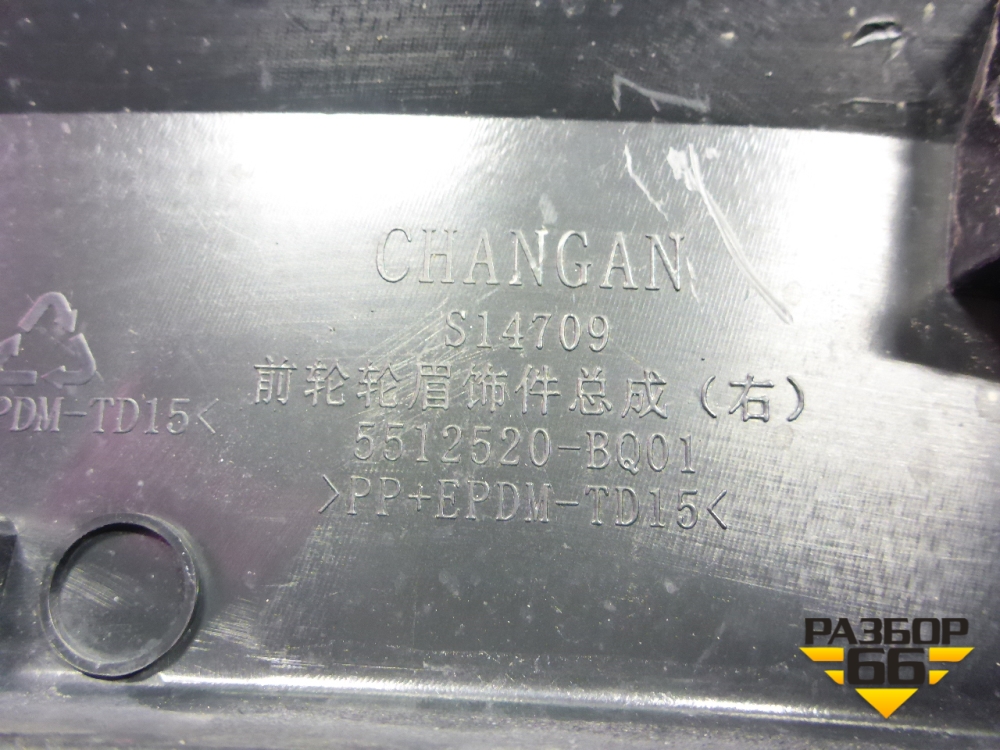 CHANGAN
S14709
前轮轮眉饰件总成（右）
5512520-BQ01
>PP+EPDM-TD15<
EPDM-TD15<
РАЗБОР
66